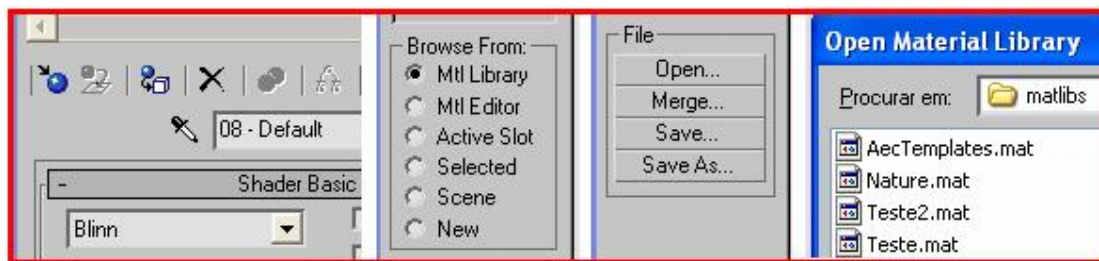 08 - Default
- Shader Basic
Blinn
Browse From:
Mtl Library
Mtl Editor
Active Slot
Selected
Scene
New
File
Open...
Merge...
Save...
Save As...
Open Material Library
Procurar em: matlibs
AecTemplates.mat
Nature.mat
Teste2.mat
Teste.mat